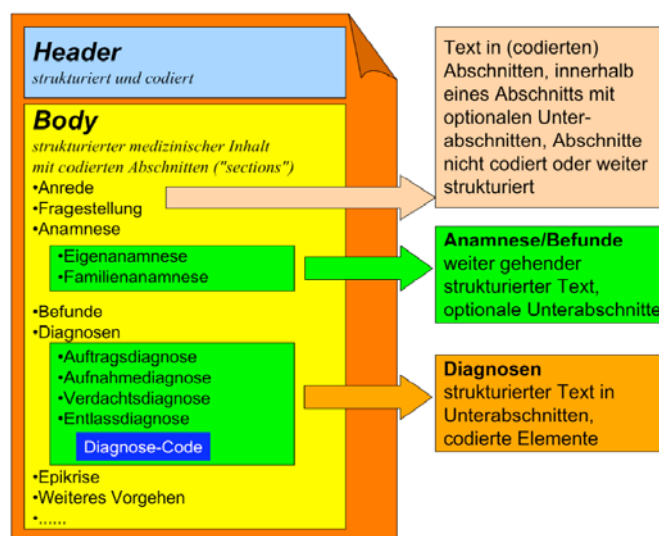 Header
strukturiert und codiert
Body
strukturierter medizinischer Inhalt
mit codierten Abschnitten ("sections")
•Anrede
•Fragestellung
•Anamnese
•Eigenanamnese
•Familienanamnese
•Befunde
•Diagnosen
•Auftragsdiagnose
•Aufnahmediagnose
•Verdachtsdiagnose
•Entlassdiagnose
Diagnose-Code
•Epikrise
•Weiteres Vorgehen
•......
Text in (codierten)
Abschnitten, innerhalb
eines Abschnitts mit
optionalen Unter-
abschnitten, Abschnitte
nicht codiert oder weiter
strukturiert
Anamnese/Befunde
weiter gehender
strukturierter Text,
optionale Unterabschnitte
Diagnosen
strukturierter Text in
Unterabschnitten,
codierte Elemente